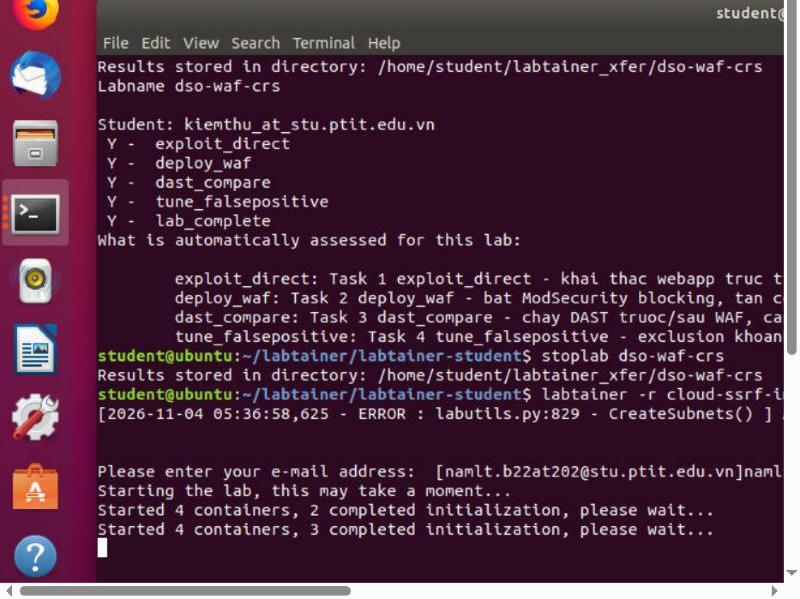 student@
File Edit View Search Terminal Help
Results stored in directory: /home/student/labtainer_xfer/dso-waf-crs
Labname dso-waf-crs
Student: kiemthu_at_stu.ptit.edu.vn
Y - exploit_direct
Y - deploy_waf
Y - dast_compare
Y - tune_falsepositive
Y - lab_complete
What is automatically assessed for this lab:
exploit_direct: Task 1 exploit_direct - khai thac webapp truc t
deploy_waf: Task 2 deploy_waf - bat ModSecurity blocking, tan c
dast_compare: Task 3 dast_compare - chay DAST truoc/sau WAF, ca
tune_falsepositive: Task 4 tune_falsepositive - exclusion khoan
student@ubuntu:~/labtainer/labtainer-student$ stoplab dso-waf-crs
Results stored in directory: /home/student/labtainer_xfer/dso-waf-crs
student@ubuntu:~/labtainer/labtainer-student$ labtainer -r cloud-ssrf-i
[2026-11-04 05:36:58,625 - ERROR : labutils.py:829 - CreateSubnets() ]
Please enter your e-mail address: [namlt.b22at202@stu.ptit.edu.vn]naml
Starting the lab, this may take a moment...
Started 4 containers, 2 completed initialization, please wait...
Started 4 containers, 3 completed initialization, please wait...